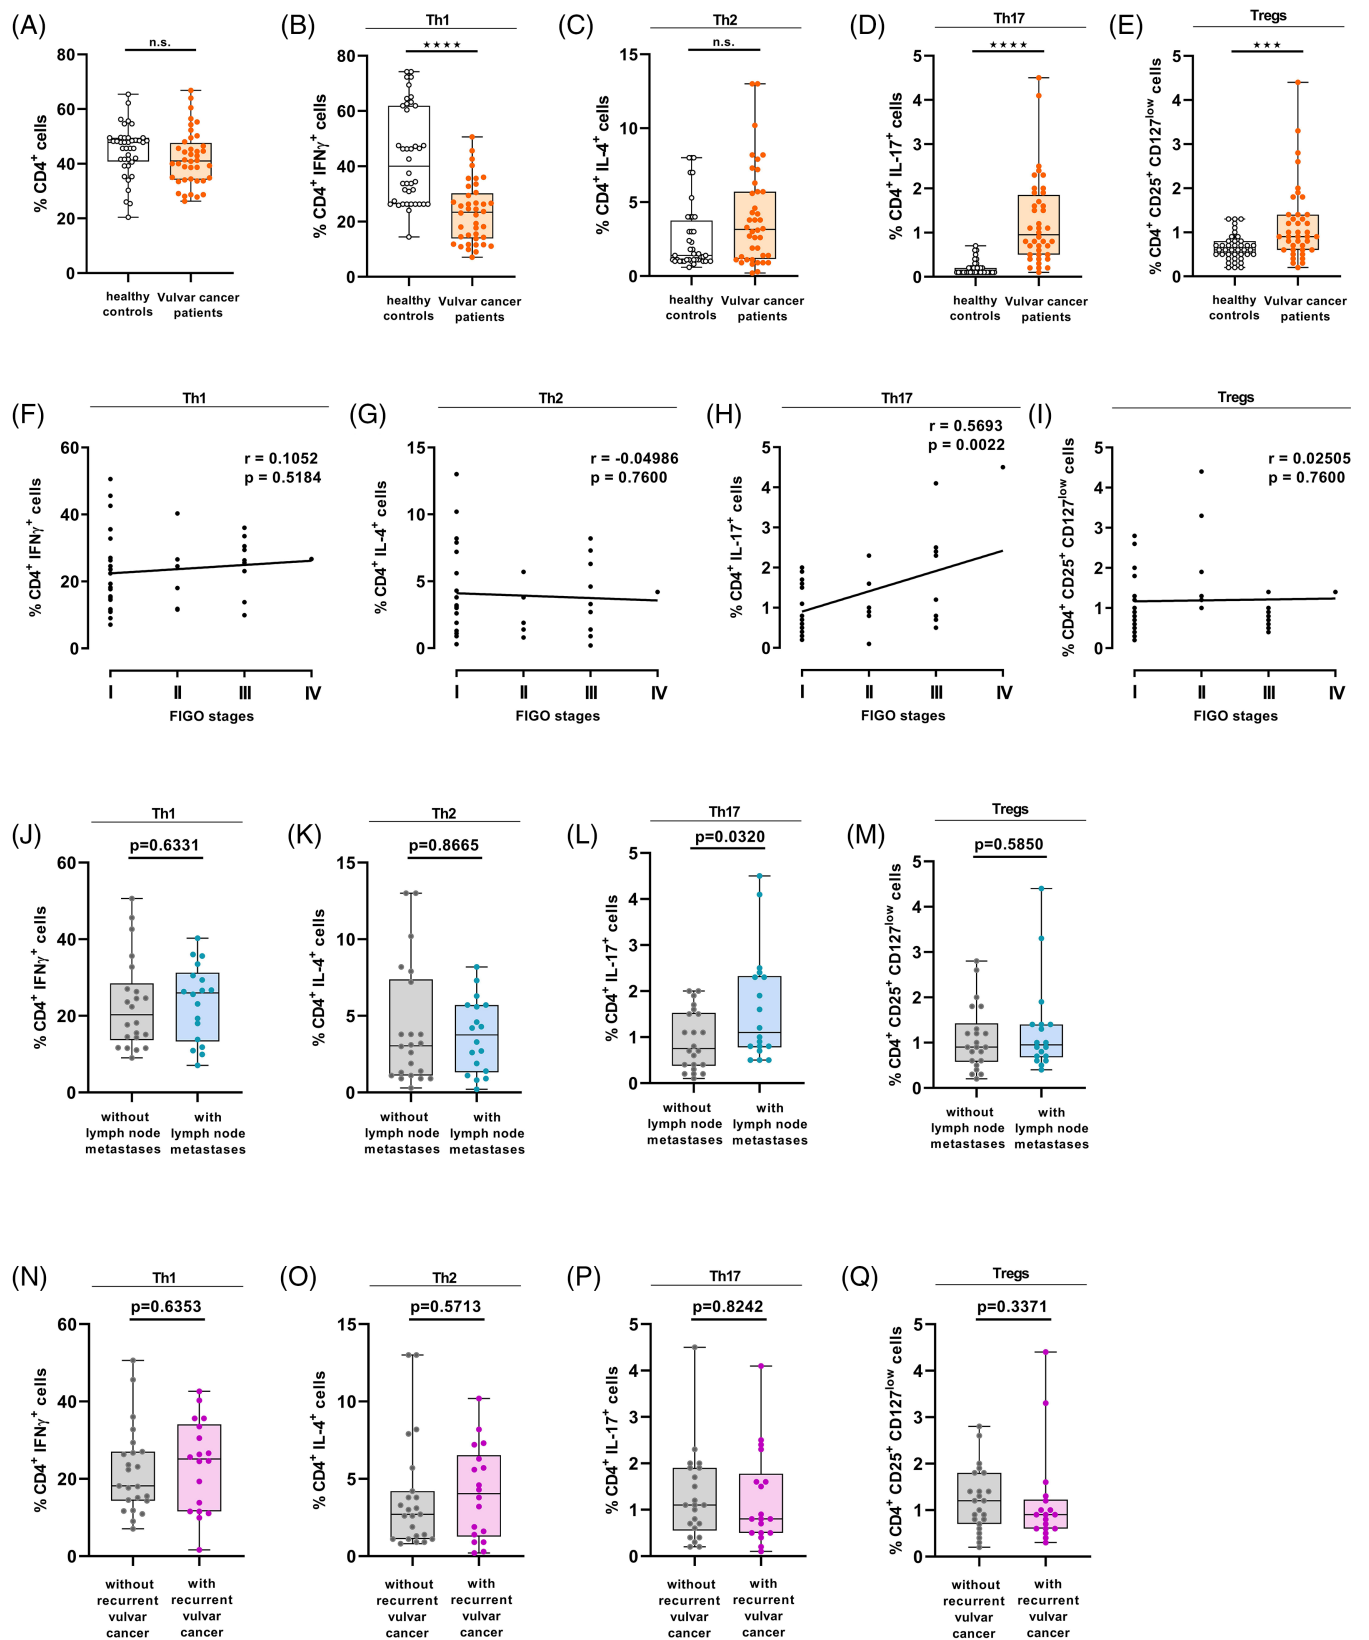 (A)
n.s.
% CD4+ cells
80
60
40
20
0
healthy
controls
Vulvar cancer
patients
(B)
Th1
★★★★
% CD4+ IFNγ+ cells
80
60
40
20
0
healthy
controls
Vulvar cancer
patients
(C)
Th2
n.s.
% CD4+ IL-4+ cells
15
10
5
0
healthy
controls
Vulvar cancer
patients
(D)
Th17
★★★★
% CD4+ IL-17+ cells
5
4
3
2
1
0
healthy
controls
Vulvar cancer
patients
(E)
Tregs
★★★
% CD4+ CD25+ CD127low cells
5
4
3
2
1
0
healthy
controls
Vulvar cancer
patients
(F)
Th1
r = 0.1052
p = 0.5184
% CD4+ IFNγ+ cells
60
40
20
0
I II III IV
FIGO stages
(G)
Th2
r = -0.04986
p = 0.7600
% CD4+ IL-4+ cells
15
10
5
0
I II III IV
FIGO stages
(H)
Th17
r = 0.5693
p = 0.0022
% CD4+ IL-17+ cells
5
4
3
2
1
0
I II III IV
FIGO stages
(I)
Tregs
r = 0.02505
p = 0.7600
% CD4+ CD25+ CD127low cells
5
4
3
2
1
0
I II III IV
FIGO stages
(J)
Th1
p=0.6331
% CD4+ IFNγ+ cells
60
40
20
0
without
lymph node
metastases
with
lymph node
metastases
(K)
Th2
p=0.8665
% CD4+ IL-4+ cells
15
10
5
0
without
lymph node
metastases
with
lymph node
metastases
(L)
Th17
p=0.0320
% CD4+ IL-17+ cells
5
4
3
2
1
0
without
lymph node
metastases
with
lymph node
metastases
(M)
Tregs
p=0.5850
% CD4+ CD25+ CD127low cells
5
4
3
2
1
0
without
lymph node
metastases
with
lymph node
metastases
(N)
Th1
p=0.6353
% CD4+ IFNγ+ cells
60
40
20
0
without
recurrent
vulvar
cancer
with
recurrent
vulvar
cancer
(O)
Th2
p=0.5713
% CD4+ IL-4+ cells
15
10
5
0
without
recurrent
vulvar
cancer
with
recurrent
vulvar
cancer
(P)
Th17
p=0.8242
% CD4+ IL-17+ cells
5
4
3
2
1
0
without
recurrent
vulvar
cancer
with
recurrent
vulvar
cancer
(Q)
Tregs
p=0.3371
% CD4+ CD25+ CD127low cells
5
4
3
2
1
0
without
recurrent
vulvar
cancer
with
recurrent
vulvar
cancer